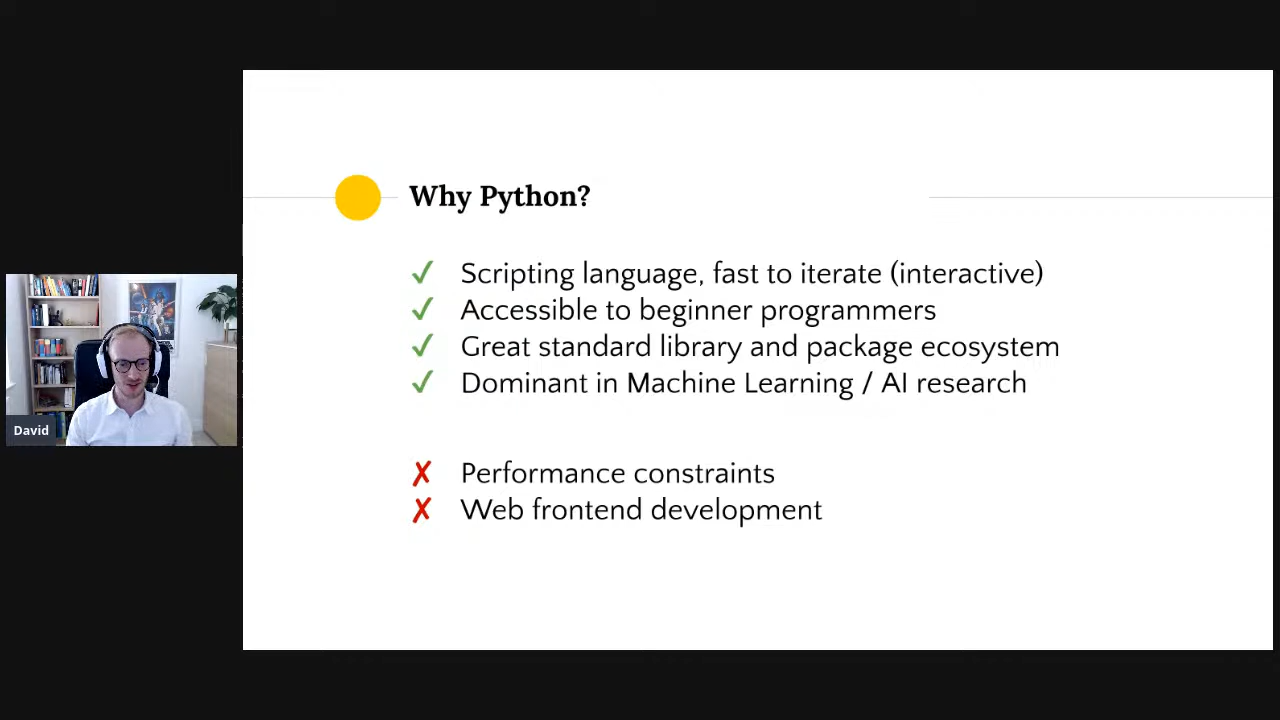 Why Python?
✓ Scripting language, fast to iterate (interactive)
✓ Accessible to beginner programmers
✓ Great standard library and package ecosystem
✓ Dominant in Machine Learning / AI research
✗ Performance constraints
✗ Web frontend development
David